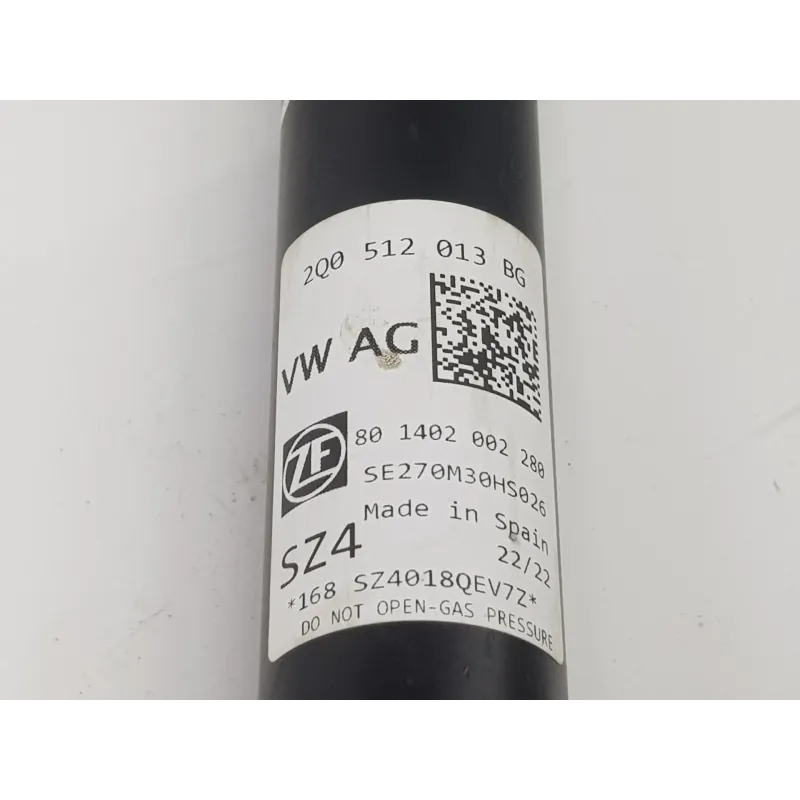 2Q0 512 013 BG
VW AG
ZF
80 1402 002 280
SE270M30HS026
Made in Spain
SZ4
22/22
*168 SZ4018QEV7Z*
DO NOT OPEN-GAS PRESSURE